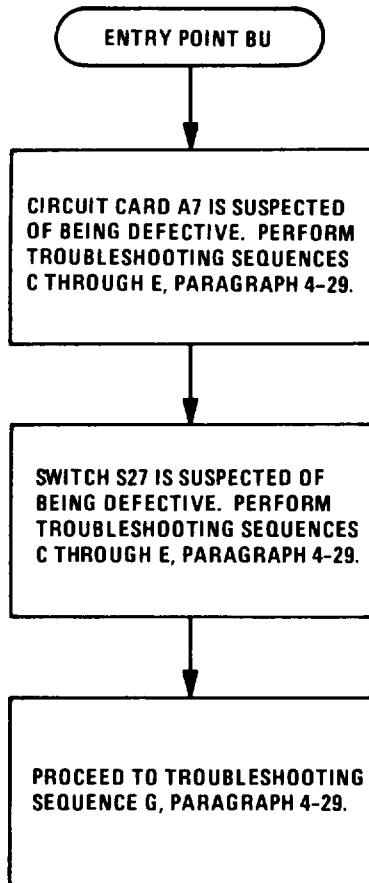 ENTRY POINT BU
CIRCUIT CARD A7 IS SUSPECTED
OF BEING DEFECTIVE. PERFORM
TROUBLESHOOTING SEQUENCES
C THROUGH E, PARAGRAPH 4-29.
SWITCH S27 IS SUSPECTED OF
BEING DEFECTIVE. PERFORM
TROUBLESHOOTING SEQUENCES
C THROUGH E, PARAGRAPH 4-29.
PROCEED TO TROUBLESHOOTING
SEQUENCE G, PARAGRAPH 4-29.